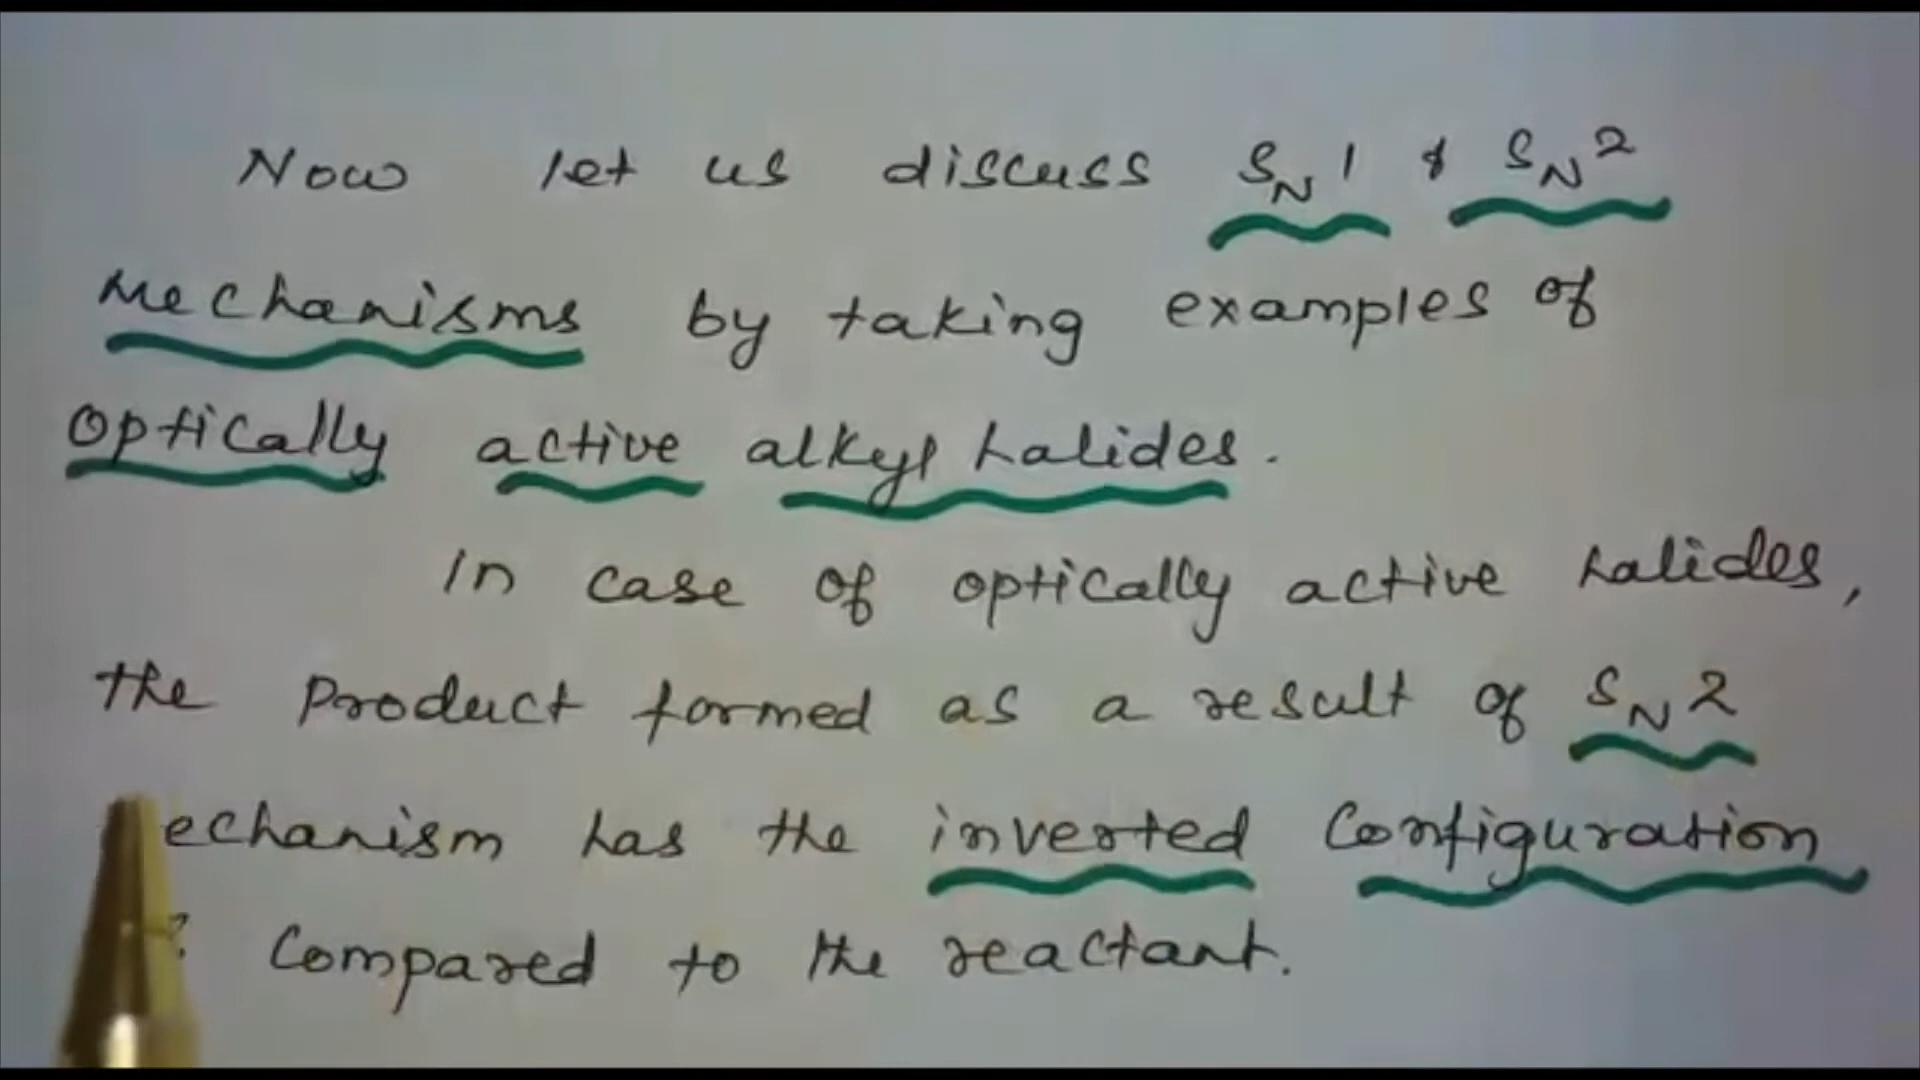 Now let us discuss SN1 & SN2
Mechanisms by taking examples of
optically active alkyl halides.
In case of optically active halides,
the product formed as a result of SN2
echanism has the inverted configuration
compared to the reactant.